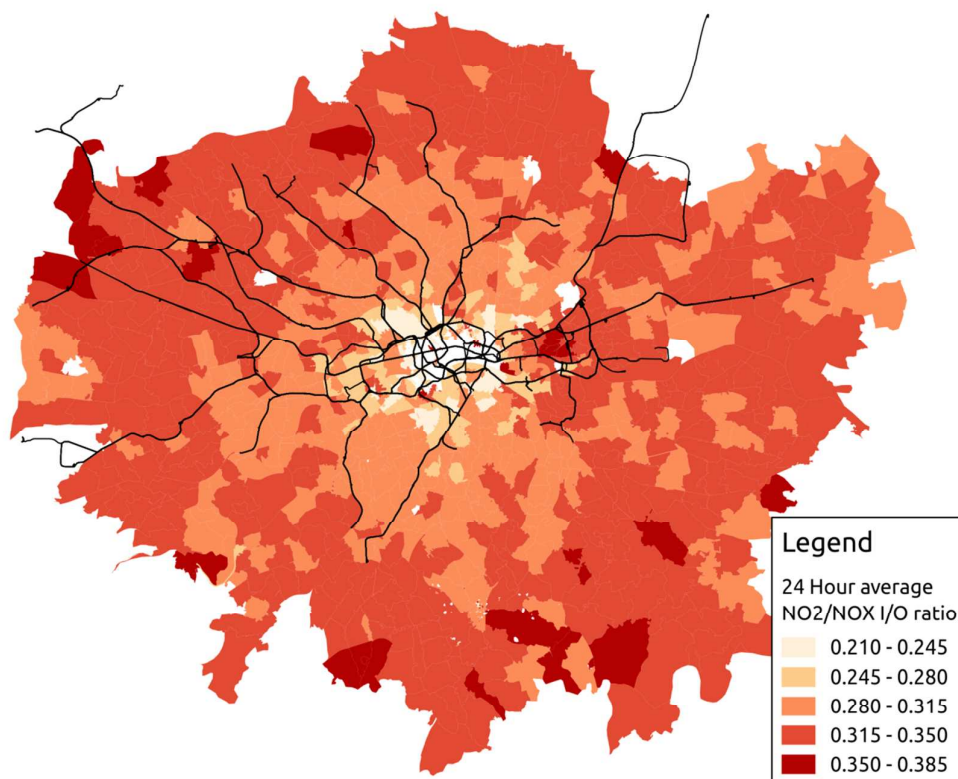 Legend
24 Hour average
NO2/NOX I/O ratio
0.210 - 0.245
0.245 - 0.280
0.280 - 0.315
0.315 - 0.350
0.350 - 0.385